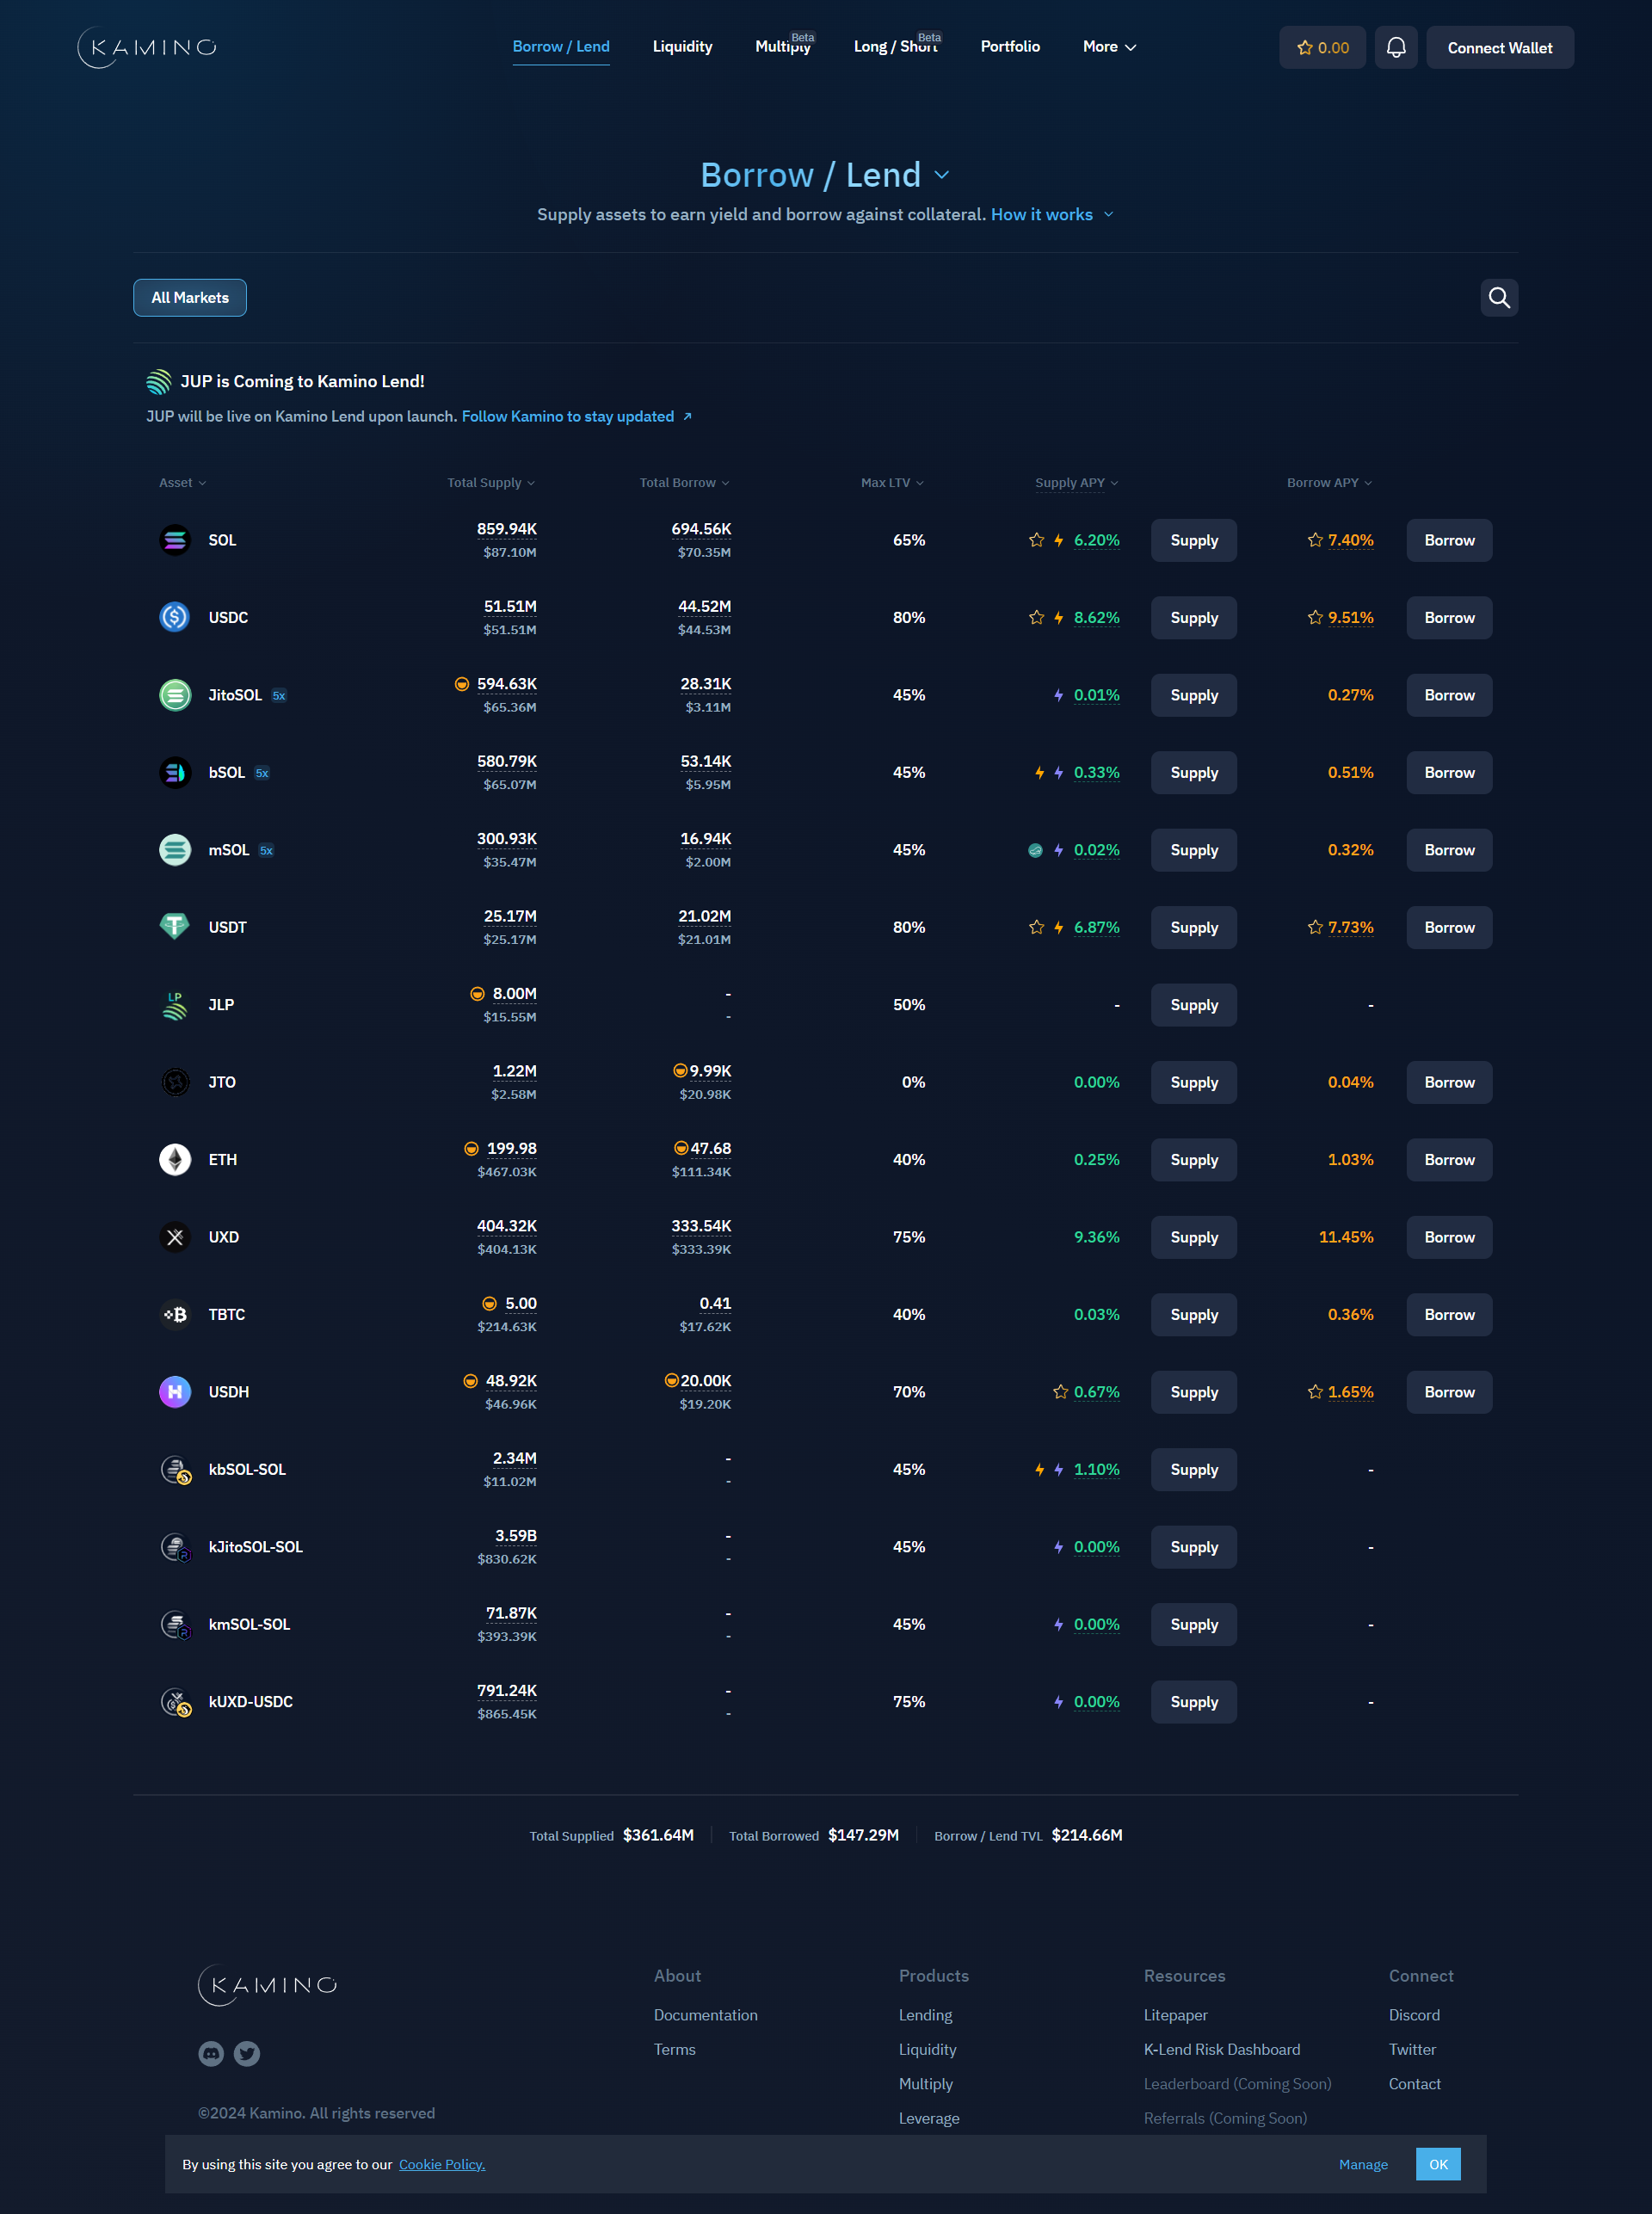 KAMINO
Borrow / Lend
Liquidity
Multiply Beta
Long / Short Beta
Portfolio
More
0.00
Connect Wallet
Borrow / Lend
Supply assets to earn yield and borrow against collateral. How it works
All Markets
JUP is Coming to Kamino Lend!
JUP will be live on Kamino Lend upon launch. Follow Kamino to stay updated
Asset Total Supply Total Borrow Max LTV Supply APY Borrow APY
SOL 859.94K 694.56K 65% 6.20% Supply 7.40% Borrow
$87.10M $70.35M
USDC 51.51M 44.52M 80% 8.62% Supply 9.51% Borrow
$51.51M $44.53M
JitoSOL 5x 594.63K 28.31K 45% 0.01% Supply 0.27% Borrow
$65.36M $3.11M
bSOL 5x 580.79K 53.14K 45% 0.33% Supply 0.51% Borrow
$65.07M $5.95M
mSOL 5x 300.93K 16.94K 45% 0.02% Supply 0.32% Borrow
$35.47M $2.00M
USDT 25.17M 21.02M 80% 6.87% Supply 7.73% Borrow
$25.17M $21.01M
LP
JLP 8.00M - 50% - Supply -
$15.55M -
JTO 1.22M 9.99K 0% 0.00% Supply 0.04% Borrow
$2.58M $20.98K
ETH 199.98 47.68 40% 0.25% Supply 1.03% Borrow
$467.03K $111.34K
UXD 404.32K 333.54K 75% 9.36% Supply 11.45% Borrow
$404.13K $333.39K
TBTC 5.00 0.41 40% 0.03% Supply 0.36% Borrow
$214.63K $17.62K
USDH 48.92K 20.00K 70% 0.67% Supply 1.65% Borrow
$46.96K $19.20K
kbSOL-SOL 2.34M - 45% 1.10% Supply -
$11.02M -
kJitoSOL-SOL 3.59B - 45% 0.00% Supply -
$830.62K -
kmSOL-SOL 71.87K - 45% 0.00% Supply -
$393.39K -
kUXD-USDC 791.24K - 75% 0.00% Supply -
$865.45K -
Total Supplied $361.64M Total Borrowed $147.29M Borrow / Lend TVL $214.66M
KAMINO
©2024 Kamino. All rights reserved
About
Documentation
Terms
Products
Lending
Liquidity
Multiply
Leverage
Resources
Litepaper
K-Lend Risk Dashboard
Leaderboard (Coming Soon)
Referrals (Coming Soon)
Connect
Discord
Twitter
Contact
By using this site you agree to our Cookie Policy.
Manage
OK